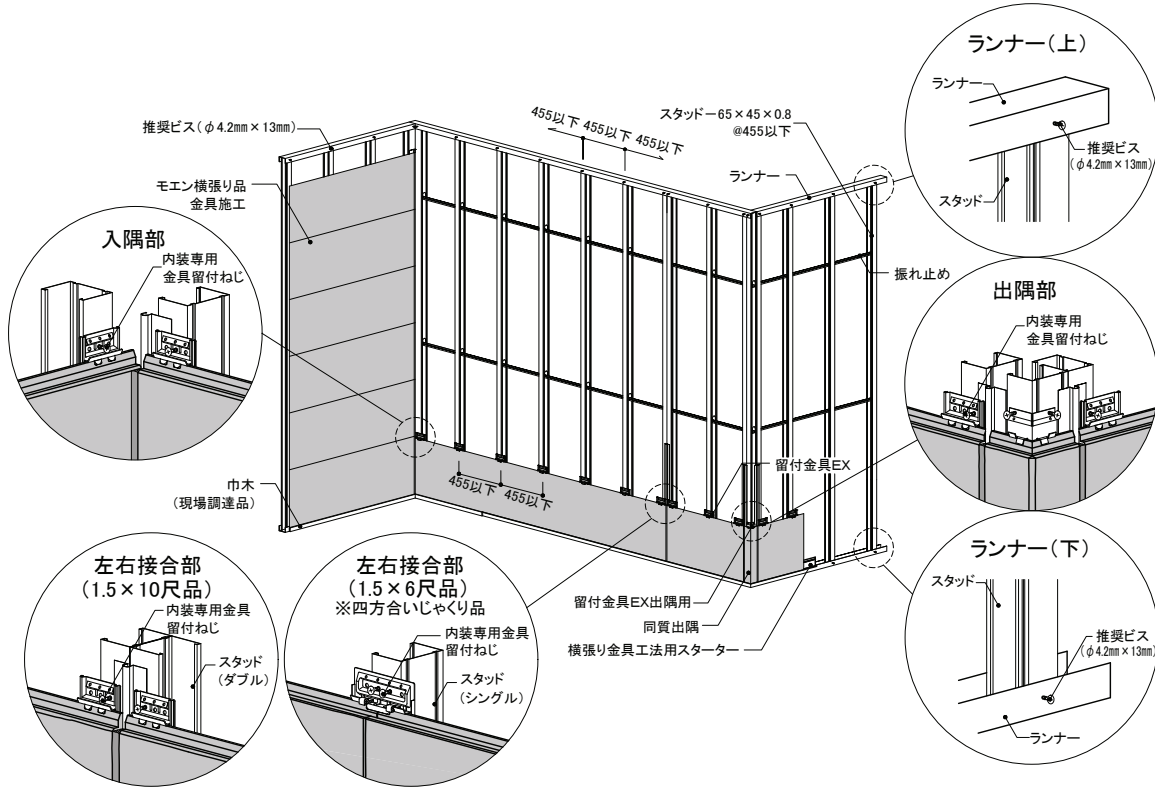 ランナー（上）
ランナー
推奨ビス
（φ4.2mm×13mm）
スタッド
455以下 455以下 455以下
スタッドー65×45×0.8
@455以下
推奨ビス（φ4.2mm×13mm）
ランナー
モエン横張り品
金具施工
入隅部
内装専用
金具留付ねじ
振れ止め
出隅部
内装専用
金具留付ねじ
留付金具EX
455以下 455以下
巾木
（現場調達品）
左右接合部
（1.5×10尺品）
内装専用金具
留付ねじ
スタッド
（ダブル）
左右接合部
（1.5×6尺品）
※四方合いじゃくり品
内装専用金具
留付ねじ
スタッド
（シングル）
留付金具EX出隅用
同質出隅
横張り金具工法用スターター
ランナー（下）
スタッド
推奨ビス
（φ4.2mm×13mm）
ランナー